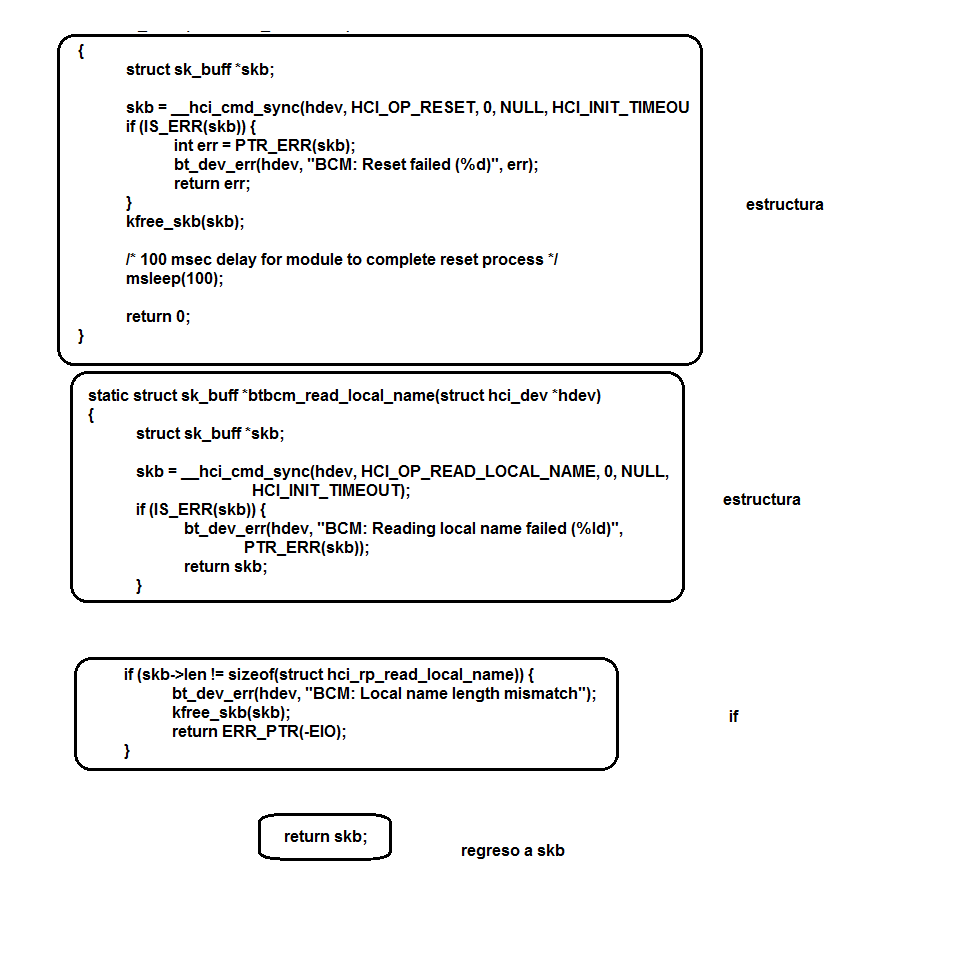 {
struct sk_buff *skb;
skb = __hci_cmd_sync(hdev, HCI_OP_RESET, 0, NULL, HCI_INIT_TIMEOU
if (IS_ERR(skb)) {
int err = PTR_ERR(skb);
bt_dev_err(hdev, "BCM: Reset failed (%d)", err);
return err;
}
kfree_skb(skb);
/* 100 msec delay for module to complete reset process */
msleep(100);
return 0;
}
estructura
static struct sk_buff *btbcm_read_local_name(struct hci_dev *hdev)
{
struct sk_buff *skb;
skb = __hci_cmd_sync(hdev, HCI_OP_READ_LOCAL_NAME, 0, NULL,
HCI_INIT_TIMEOUT);
if (IS_ERR(skb)) {
bt_dev_err(hdev, "BCM: Reading local name failed (%ld)",
PTR_ERR(skb));
return skb;
}
estructura
if (skb->len != sizeof(struct hci_rp_read_local_name)) {
bt_dev_err(hdev, "BCM: Local name length mismatch");
kfree_skb(skb);
return ERR_PTR(-EIO);
}
if
return skb;
regreso a skb